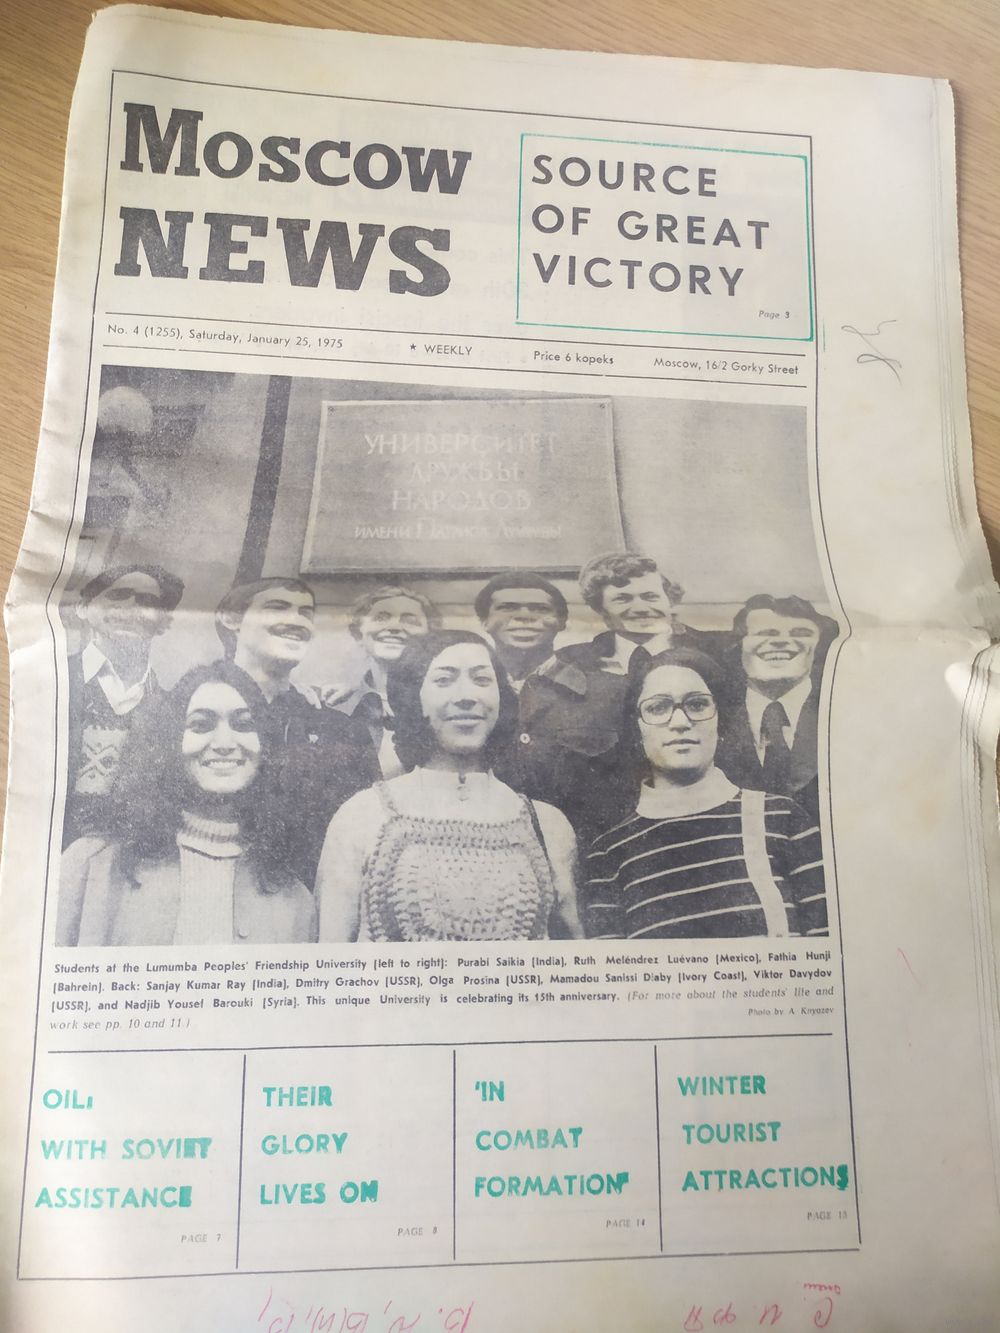 Moscow
NEWS
SOURCE
OF GREAT
VICTORY
Page 3
No. 4 (1255), Saturday, January 25, 1975
★ WEEKLY
Price 6 kopeks
Moscow, 16/2 Gorky Street
УНИВЕРСИТЕТ
ДРУЖБЫ
НАРОДОВ
ИМЕНИ ПАТРИСА ЛУМУМБЫ
Students at the Lumumba Peoples' Friendship University [left to right]: Purabi Saikia [India], Ruth Meléndrez Luévano [Mexico], Fathia Hunji
[Bahrein]. Back: Sanjay Kumar Ray [India], Dmitry Grachov [USSR], Olga Prosina [USSR], Mamadou Sanissi Diaby [Ivory Coast], Viktor Davydov
[USSR], and Nadjib Yousef Barouki [Syria]. This unique University is celebrating its 15th anniversary. (For more about the students' life and
work see pp. 10 and 11.)
Photo by A. Knyazev
OIL:
WITH SOVIET
ASSISTANCE
PAGE 7
THEIR
GLORY
LIVES ON
PAGE 8
'IN
COMBAT
FORMATION'
PAGE 14
WINTER
TOURIST
ATTRACTIONS
PAGE 15